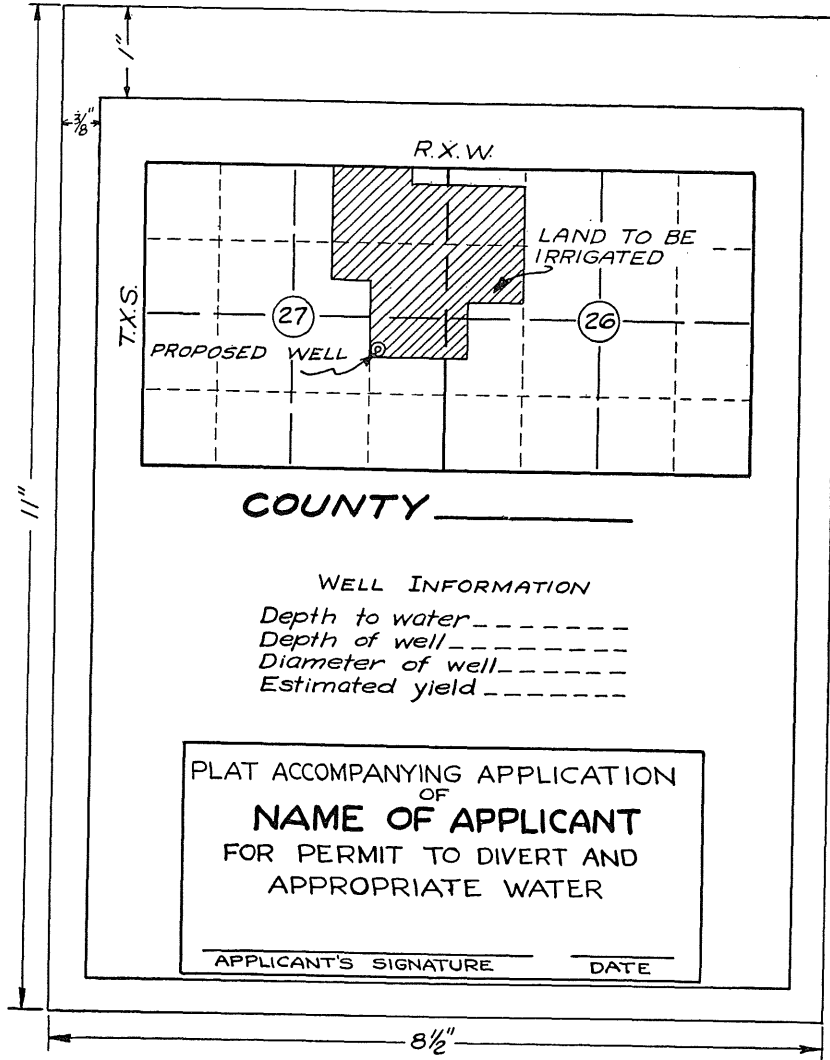 1"
3/8"
R.X.W.
LAND TO BE
IRRIGATED
T.X.S.
27
26
PROPOSED WELL
11"
COUNTY
WELL INFORMATION
Depth to water
Depth of well
Diameter of well
Estimated yield
PLAT ACCOMPANYING APPLICATION
OF
NAME OF APPLICANT
FOR PERMIT TO DIVERT AND
APPROPRIATE WATER
APPLICANT'S SIGNATURE DATE
8½"